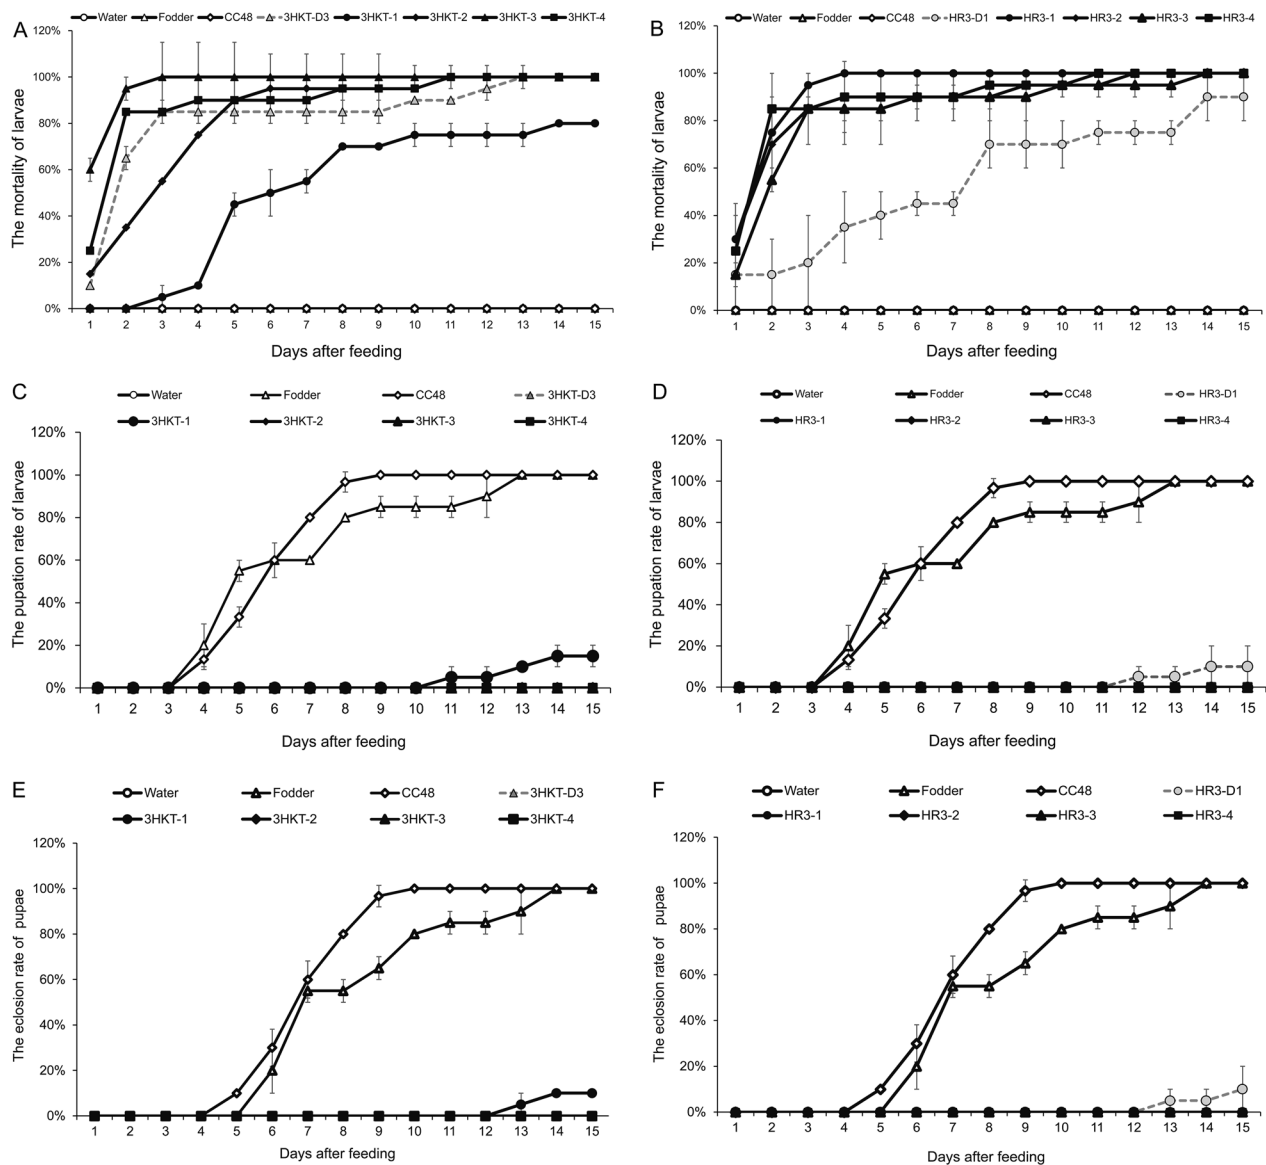 A
Water Fodder CC48 3HKT-D3 3HKT-1 3HKT-2 3HKT-3 3HKT-4
120%
100%
80%
60%
40%
20%
0%
The mortality of larvae
1 2 3 4 5 6 7 8 9 10 11 12 13 14 15
Days after feeding
B
Water Fodder CC48 HR3-D1 HR3-1 HR3-2 HR3-3 HR3-4
120%
100%
80%
60%
40%
20%
0%
The mortality of larvae
1 2 3 4 5 6 7 8 9 10 11 12 13 14 15
Days after feeding
C
Water Fodder CC48 3HKT-D3
3HKT-1 3HKT-2 3HKT-3 3HKT-4
120%
100%
80%
60%
40%
20%
0%
The pupation rate of larvae
1 2 3 4 5 6 7 8 9 10 11 12 13 14 15
Days after feeding
D
Water Fodder CC48 HR3-D1
HR3-1 HR3-2 HR3-3 HR3-4
120%
100%
80%
60%
40%
20%
0%
The pupation rate of larvae
1 2 3 4 5 6 7 8 9 10 11 12 13 14 15
Days after feeding
E
Water Fodder CC48 3HKT-D3
3HKT-1 3HKT-2 3HKT-3 3HKT-4
120%
100%
80%
60%
40%
20%
0%
The eclosion rate of pupae
1 2 3 4 5 6 7 8 9 10 11 12 13 14 15
Days after feeding
F
Water Fodder CC48 HR3-D1
HR3-1 HR3-2 HR3-3 HR3-4
120%
100%
80%
60%
40%
20%
0%
The eclosion rate of pupae
1 2 3 4 5 6 7 8 9 10 11 12 13 14 15
Days after feeding